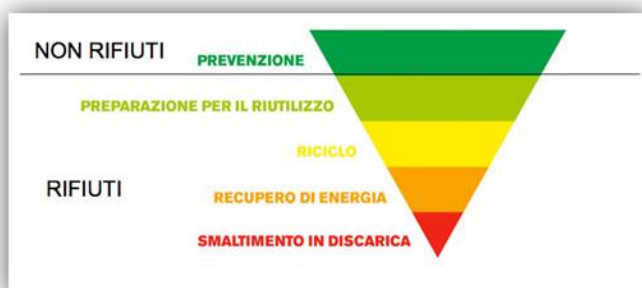 NON RIFIUTI
PREVENZIONE
PREPARAZIONE PER IL RIUTILIZZO
RICICLO
RIFIUTI
RECUPERO DI ENERGIA
SMALTIMENTO IN DISCARICA